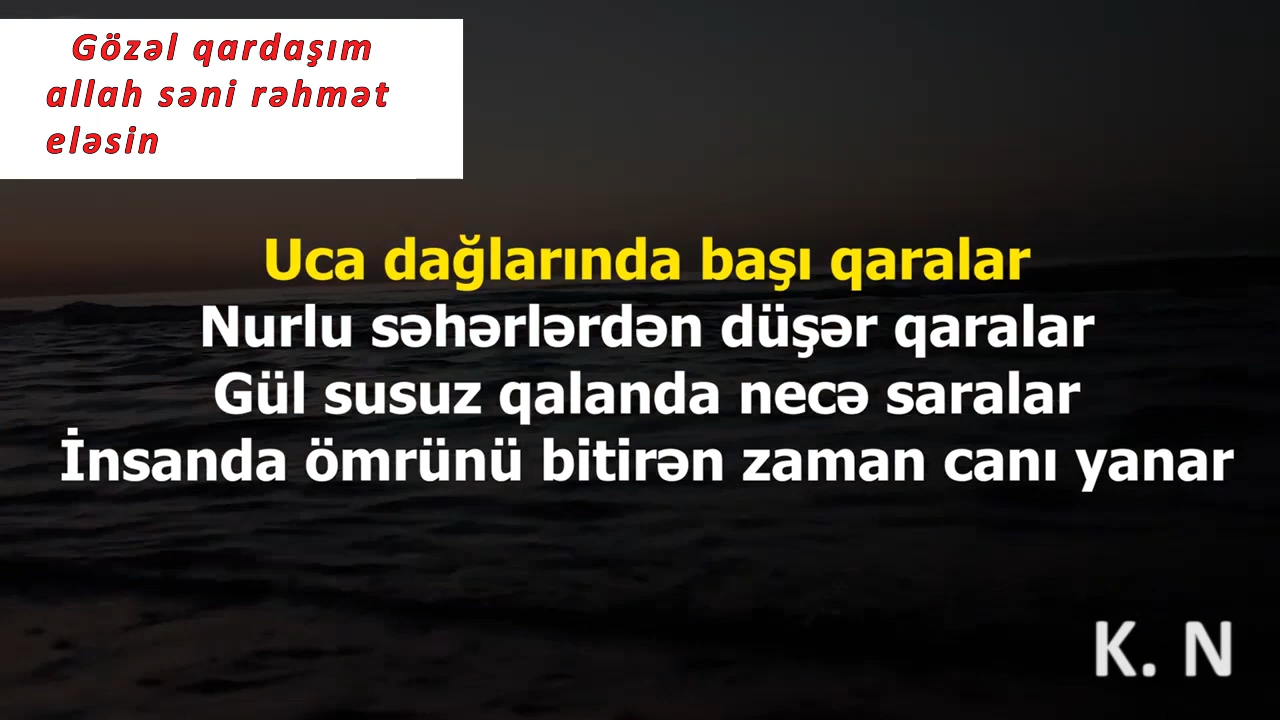 Gözəl qardaşım
allah səni rəhmət
eləsin
Uca dağlarında başı qaralar
Nurlu səhərlərdən düşər qaralar
Gül susuz qalanda necə saralar
İnsanda ömrünü bitirən zaman canı yanar
K. N